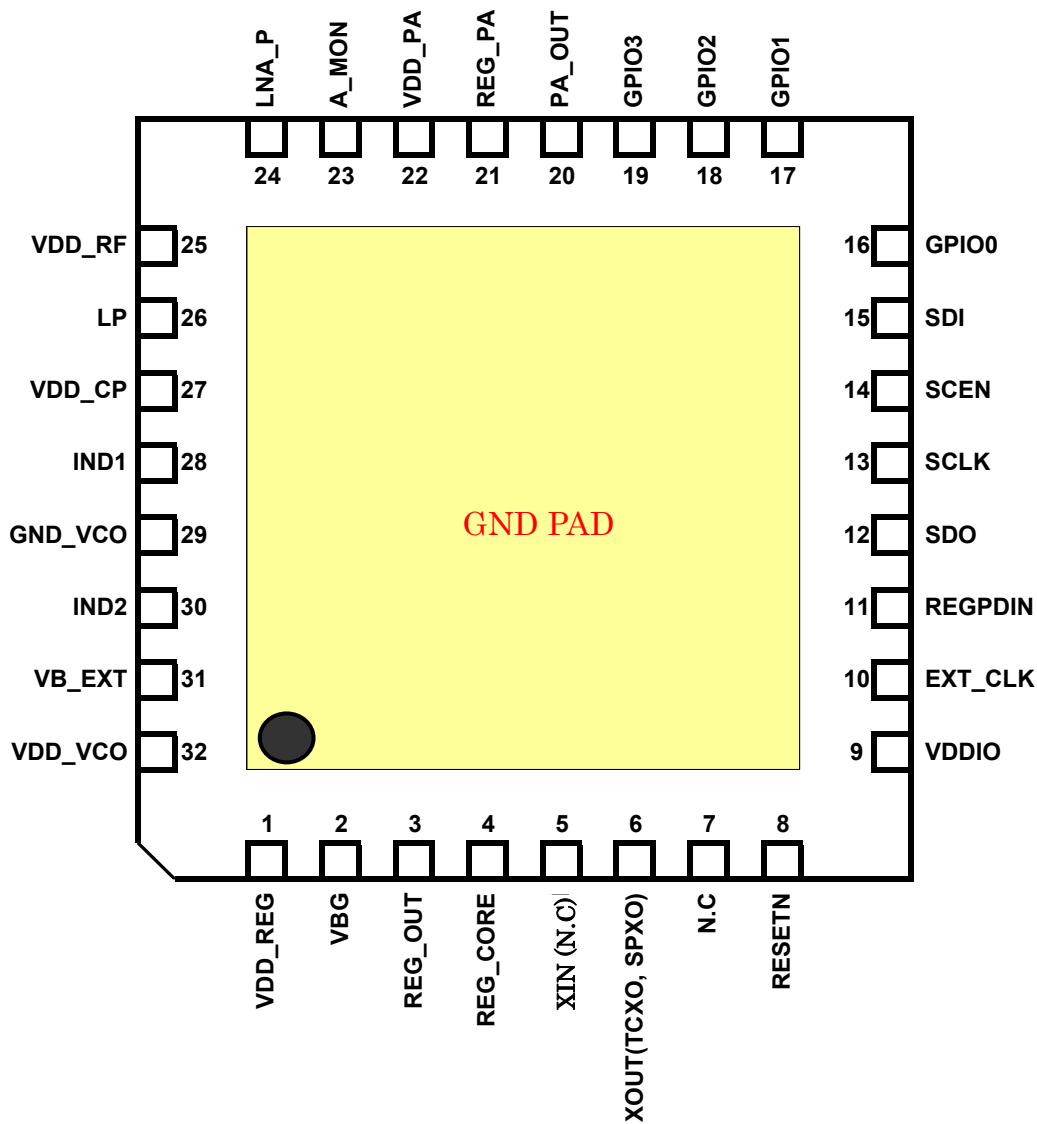 LNA_P
A_MON
VDD_PA
REG_PA
PA_OUT
GPIO3
GPIO2
GPIO1
24 23 22 21 20 19 18 17
VDD_RF 25 16 GPIO0
LP 26 15 SDI
VDD_CP 27 14 SCEN
IND1 28 13 SCLK
GND PAD
GND_VCO 29 12 SDO
IND2 30 11 REGPDIN
VB_EXT 31 10 EXT_CLK
VDD_VCO 32 9 VDDIO
1 2 3 4 5 6 7 8
VDD_REG
VBG
REG_OUT
REG_CORE
XIN (N.C)
XOUT(TCXO, SPXO)
N.C
RESETN